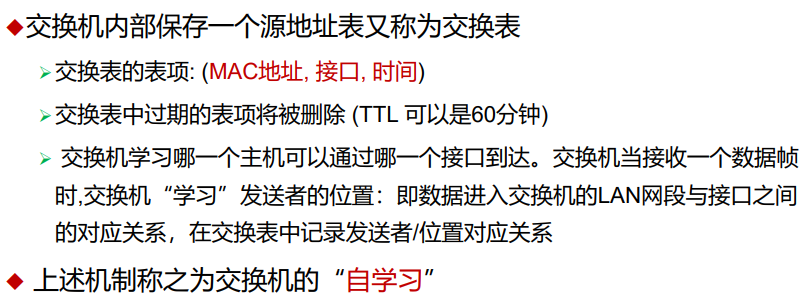 ◆交换机内部保存一个源地址表又称为交换表
➢交换表的表项: (MAC地址, 接口, 时间)
➢交换表中过期的表项将被删除 (TTL 可以是60分钟)
➢ 交换机学习哪一个主机可以通过哪一个接口到达。交换机当接收一个数据帧
时,交换机“学习”发送者的位置：即数据进入交换机的LAN网段与接口之间
的对应关系，在交换表中记录发送者/位置对应关系
◆ 上述机制称之为交换机的“自学习”